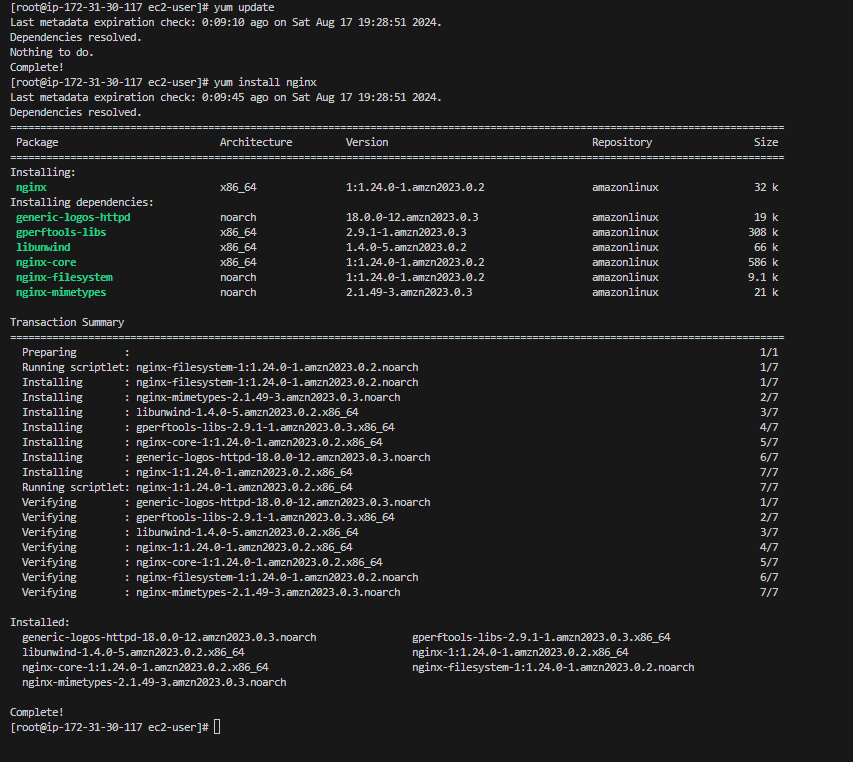 [root@ip-172-31-30-117 ec2-user]# yum update
Last metadata expiration check: 0:09:10 ago on Sat Aug 17 19:28:51 2024.
Dependencies resolved.
Nothing to do.
Complete!
[root@ip-172-31-30-117 ec2-user]# yum install nginx
Last metadata expiration check: 0:09:45 ago on Sat Aug 17 19:28:51 2024.
Dependencies resolved.
Package Architecture Version Repository Size
Installing:
nginx x86_64 1:1.24.0-1.amzn2023.0.2 amazonlinux 32 k
Installing dependencies:
generic-logos-httpd noarch 18.0.0-12.amzn2023.0.3 amazonlinux 19 k
gperftools-libs x86_64 2.9.1-1.amzn2023.0.3 amazonlinux 308 k
libunwind x86_64 1.4.0-5.amzn2023.0.2 amazonlinux 66 k
nginx-core x86_64 1:1.24.0-1.amzn2023.0.2 amazonlinux 586 k
nginx-filesystem noarch 1:1.24.0-1.amzn2023.0.2 amazonlinux 9.1 k
nginx-mimetypes noarch 2.1.49-3.amzn2023.0.3 amazonlinux 21 k
Transaction Summary
Preparing : 1/1
Running scriptlet: nginx-filesystem-1:1.24.0-1.amzn2023.0.2.noarch 1/7
Installing : nginx-filesystem-1:1.24.0-1.amzn2023.0.2.noarch 1/7
Installing : nginx-mimetypes-2.1.49-3.amzn2023.0.3.noarch 2/7
Installing : libunwind-1.4.0-5.amzn2023.0.2.x86_64 3/7
Installing : gperftools-libs-2.9.1-1.amzn2023.0.3.x86_64 4/7
Installing : nginx-core-1:1.24.0-1.amzn2023.0.2.x86_64 5/7
Installing : generic-logos-httpd-18.0.0-12.amzn2023.0.3.noarch 6/7
Installing : nginx-1:1.24.0-1.amzn2023.0.2.x86_64 7/7
Running scriptlet: nginx-1:1.24.0-1.amzn2023.0.2.x86_64 7/7
Verifying : generic-logos-httpd-18.0.0-12.amzn2023.0.3.noarch 1/7
Verifying : gperftools-libs-2.9.1-1.amzn2023.0.3.x86_64 2/7
Verifying : libunwind-1.4.0-5.amzn2023.0.2.x86_64 3/7
Verifying : nginx-1:1.24.0-1.amzn2023.0.2.x86_64 4/7
Verifying : nginx-core-1:1.24.0-1.amzn2023.0.2.x86_64 5/7
Verifying : nginx-filesystem-1:1.24.0-1.amzn2023.0.2.noarch 6/7
Verifying : nginx-mimetypes-2.1.49-3.amzn2023.0.3.noarch 7/7
Installed:
generic-logos-httpd-18.0.0-12.amzn2023.0.3.noarch gperftools-libs-2.9.1-1.amzn2023.0.3.x86_64
libunwind-1.4.0-5.amzn2023.0.2.x86_64 nginx-1:1.24.0-1.amzn2023.0.2.x86_64
nginx-core-1:1.24.0-1.amzn2023.0.2.x86_64 nginx-filesystem-1:1.24.0-1.amzn2023.0.2.noarch
nginx-mimetypes-2.1.49-3.amzn2023.0.3.noarch
Complete!
[root@ip-172-31-30-117 ec2-user]#